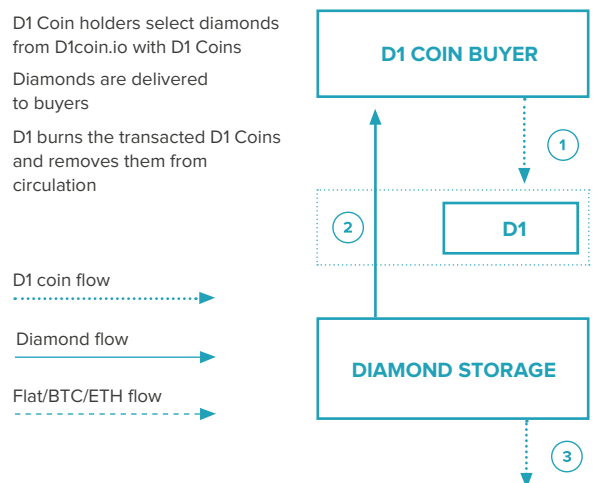 D1 Coin holders select diamonds
from D1coin.io with D1 Coins
Diamonds are delivered
to buyers
D1 burns the transacted D1 Coins
and removes them from
circulation
D1 coin flow
Diamond flow
Flat/BTC/ETH flow
D1 COIN BUYER
1
2
D1
DIAMOND STORAGE
3